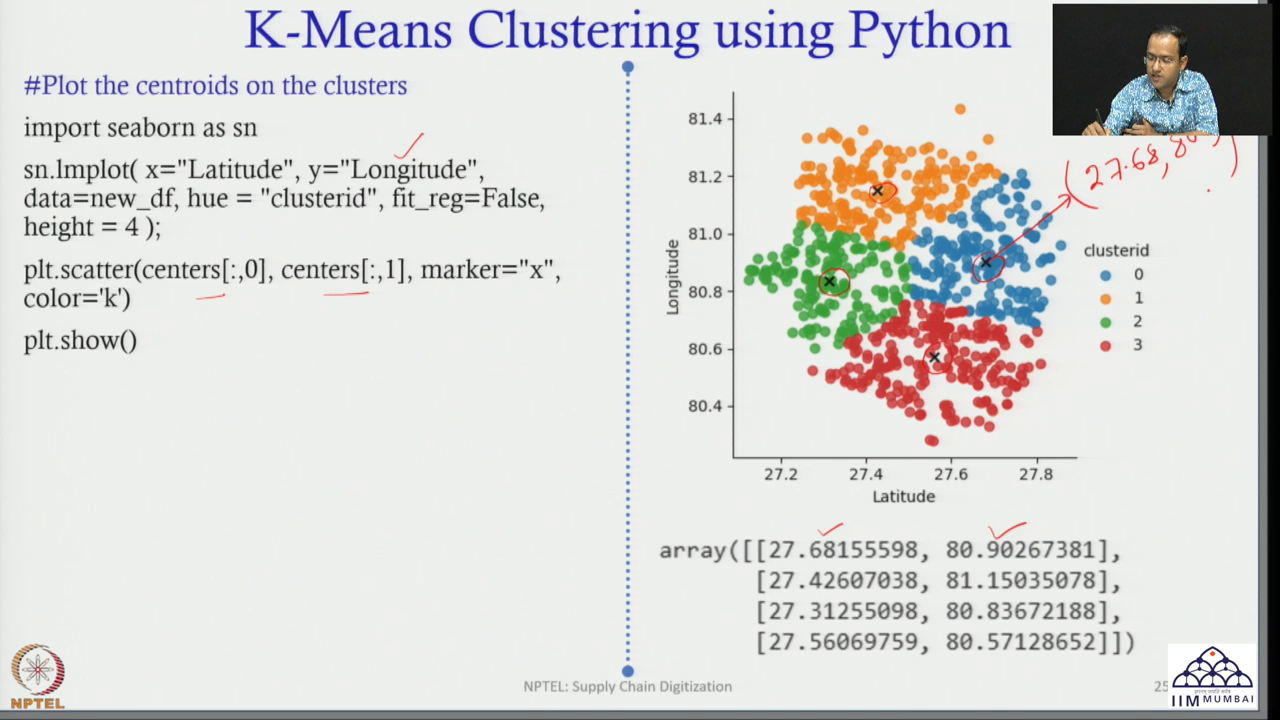 K-Means Clustering using Python
#Plot the centroids on the clusters
import seaborn as sn
sn.lmplot( x="Latitude", y="Longitude",
data=new_df, hue = "clusterid", fit_reg=False,
height = 4 );
plt.scatter(centers[:,0], centers[:,1], marker="x",
color='k')
plt.show()
81.4
81.2
81.0
80.8
80.6
80.4
Longitude
27.2 27.4 27.6 27.8
Latitude
(27.68, 80
clusterid
0
1
2
3
array([[27.68155598, 80.90267381],
[27.42607038, 81.15035078],
[27.31255098, 80.83672188],
[27.56069759, 80.57128652]])
NPTEL
NPTEL: Supply Chain Digitization
25
IIM MUMBAI